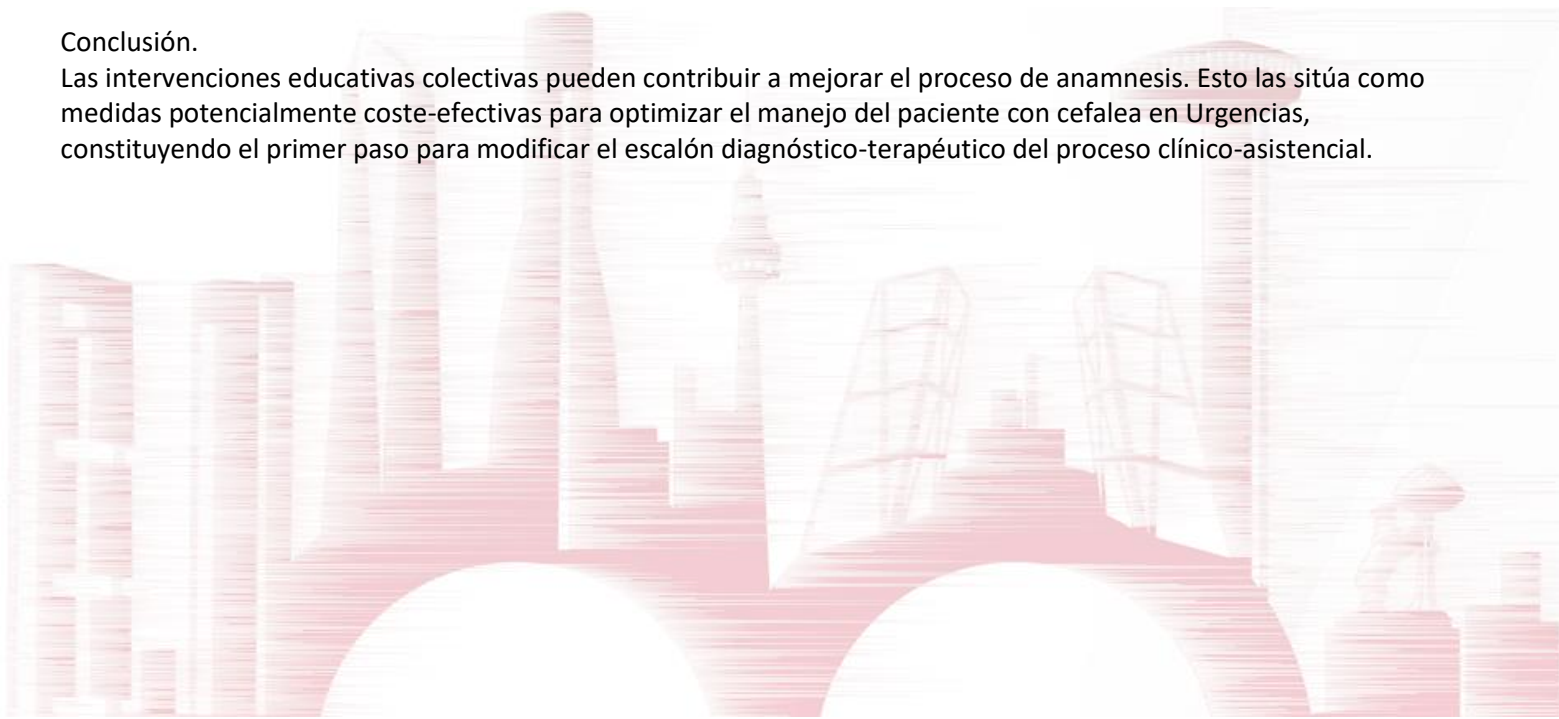 Conclusión.
Las intervenciones educativas colectivas pueden contribuir a mejorar el proceso de anamnesis. Esto las sitúa como
medidas potencialmente coste-efectivas para optimizar el manejo del paciente con cefalea en Urgencias,
constituyendo el primer paso para modificar el escalón diagnóstico-terapéutico del proceso clínico-asistencial.